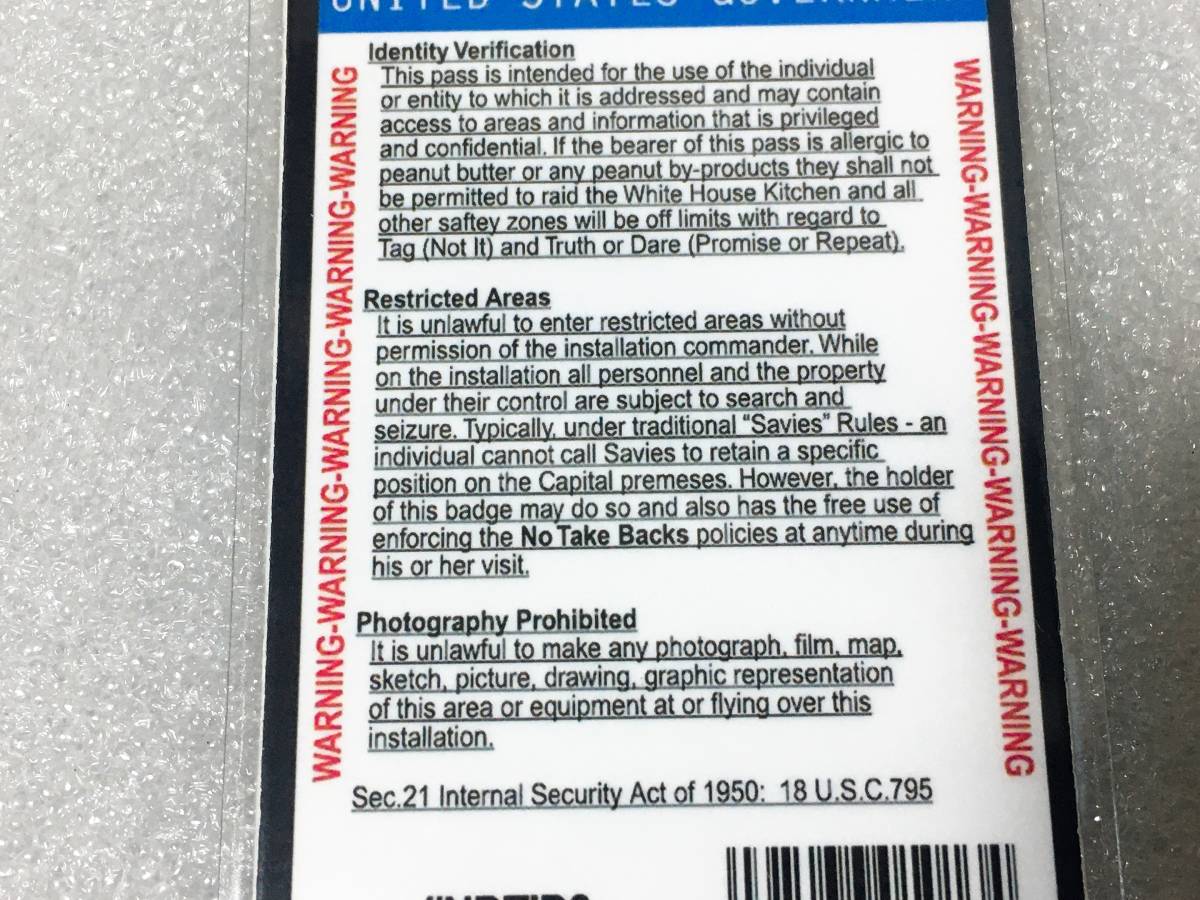 UNITED STATES GOVERNMEN
Identity Verification
This pass is intended for the use of the individual
or entity to which it is addressed and may contain
access to areas and information that is privileged
and confidential. If the bearer of this pass is allergic to
peanut butter or any peanut by-products they shall not
be permitted to raid the White House Kitchen and all
other saftey zones will be off limits with regard to
Tag (Not It) and Truth or Dare (Promise or Repeat).
Restricted Areas
It is unlawful to enter restricted areas without
permission of the installation commander. While
on the installation all personnel and the property
under their control are subject to search and
seizure. Typically, under traditional “Savies” Rules - an
individual cannot call Savies to retain a specific
position on the Capital premeses. However, the holder
of this badge may do so and also has the free use of
enforcing the No Take Backs policies at anytime during
his or her visit.
Photography Prohibited
It is unlawful to make any photograph, film, map,
sketch, picture, drawing, graphic representation
of this area or equipment at or flying over this
installation.
Sec.21 Internal Security Act of 1950: 18 U.S.C.795
WARNING-WARNING-WARNING-WARNING-WARNING-WARNING
WARNING-WARNING-WARNING-WARNING-WARNING-WARNING